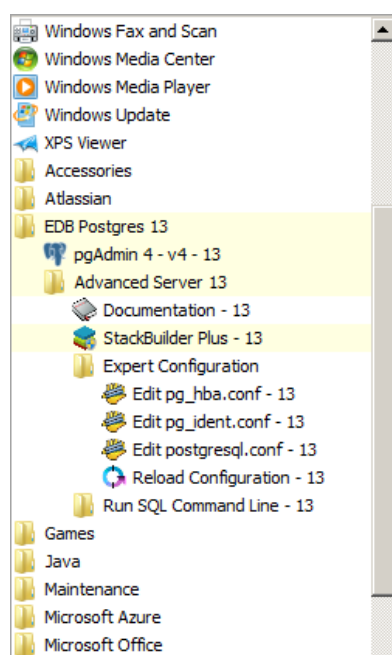 Windows Fax and Scan
Windows Media Center
Windows Media Player
Windows Update
XPS Viewer
Accessories
Atlassian
EDB Postgres 13
pgAdmin 4 - v4 - 13
Advanced Server 13
Documentation - 13
StackBuilder Plus - 13
Expert Configuration
Edit pg_hba.conf - 13
Edit pg_ident.conf - 13
Edit postgresql.conf - 13
Reload Configuration - 13
Run SQL Command Line - 13
Games
Java
Maintenance
Microsoft Azure
Microsoft Office